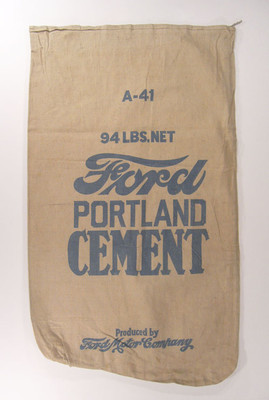 A-41
94 LBS.NET
Ford
PORTLAND
CEMENT
Produced by
Ford Motor Company